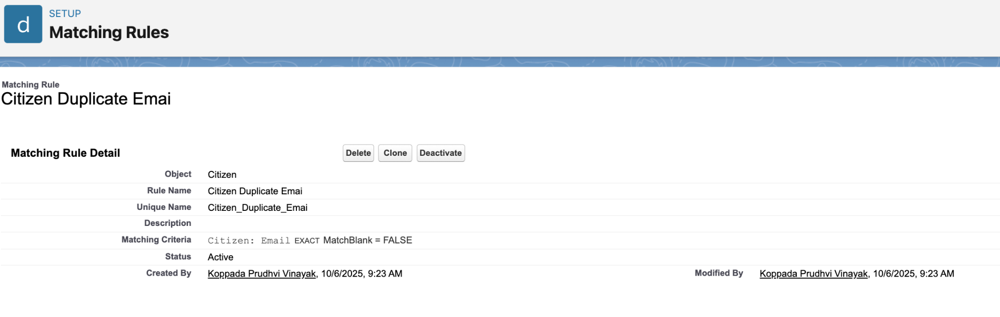 d
SETUP
Matching Rules
Matching Rule
Citizen Duplicate Emai
Matching Rule Detail
Delete Clone Deactivate
Object Citizen
Rule Name Citizen Duplicate Emai
Unique Name Citizen_Duplicate_Emai
Description
Matching Criteria Citizen: Email EXACT MatchBlank = FALSE
Status Active
Created By Koppada Prudhvi Vinayak, 10/6/2025, 9:23 AM Modified By Koppada Prudhvi Vinayak, 10/6/2025, 9:23 AM